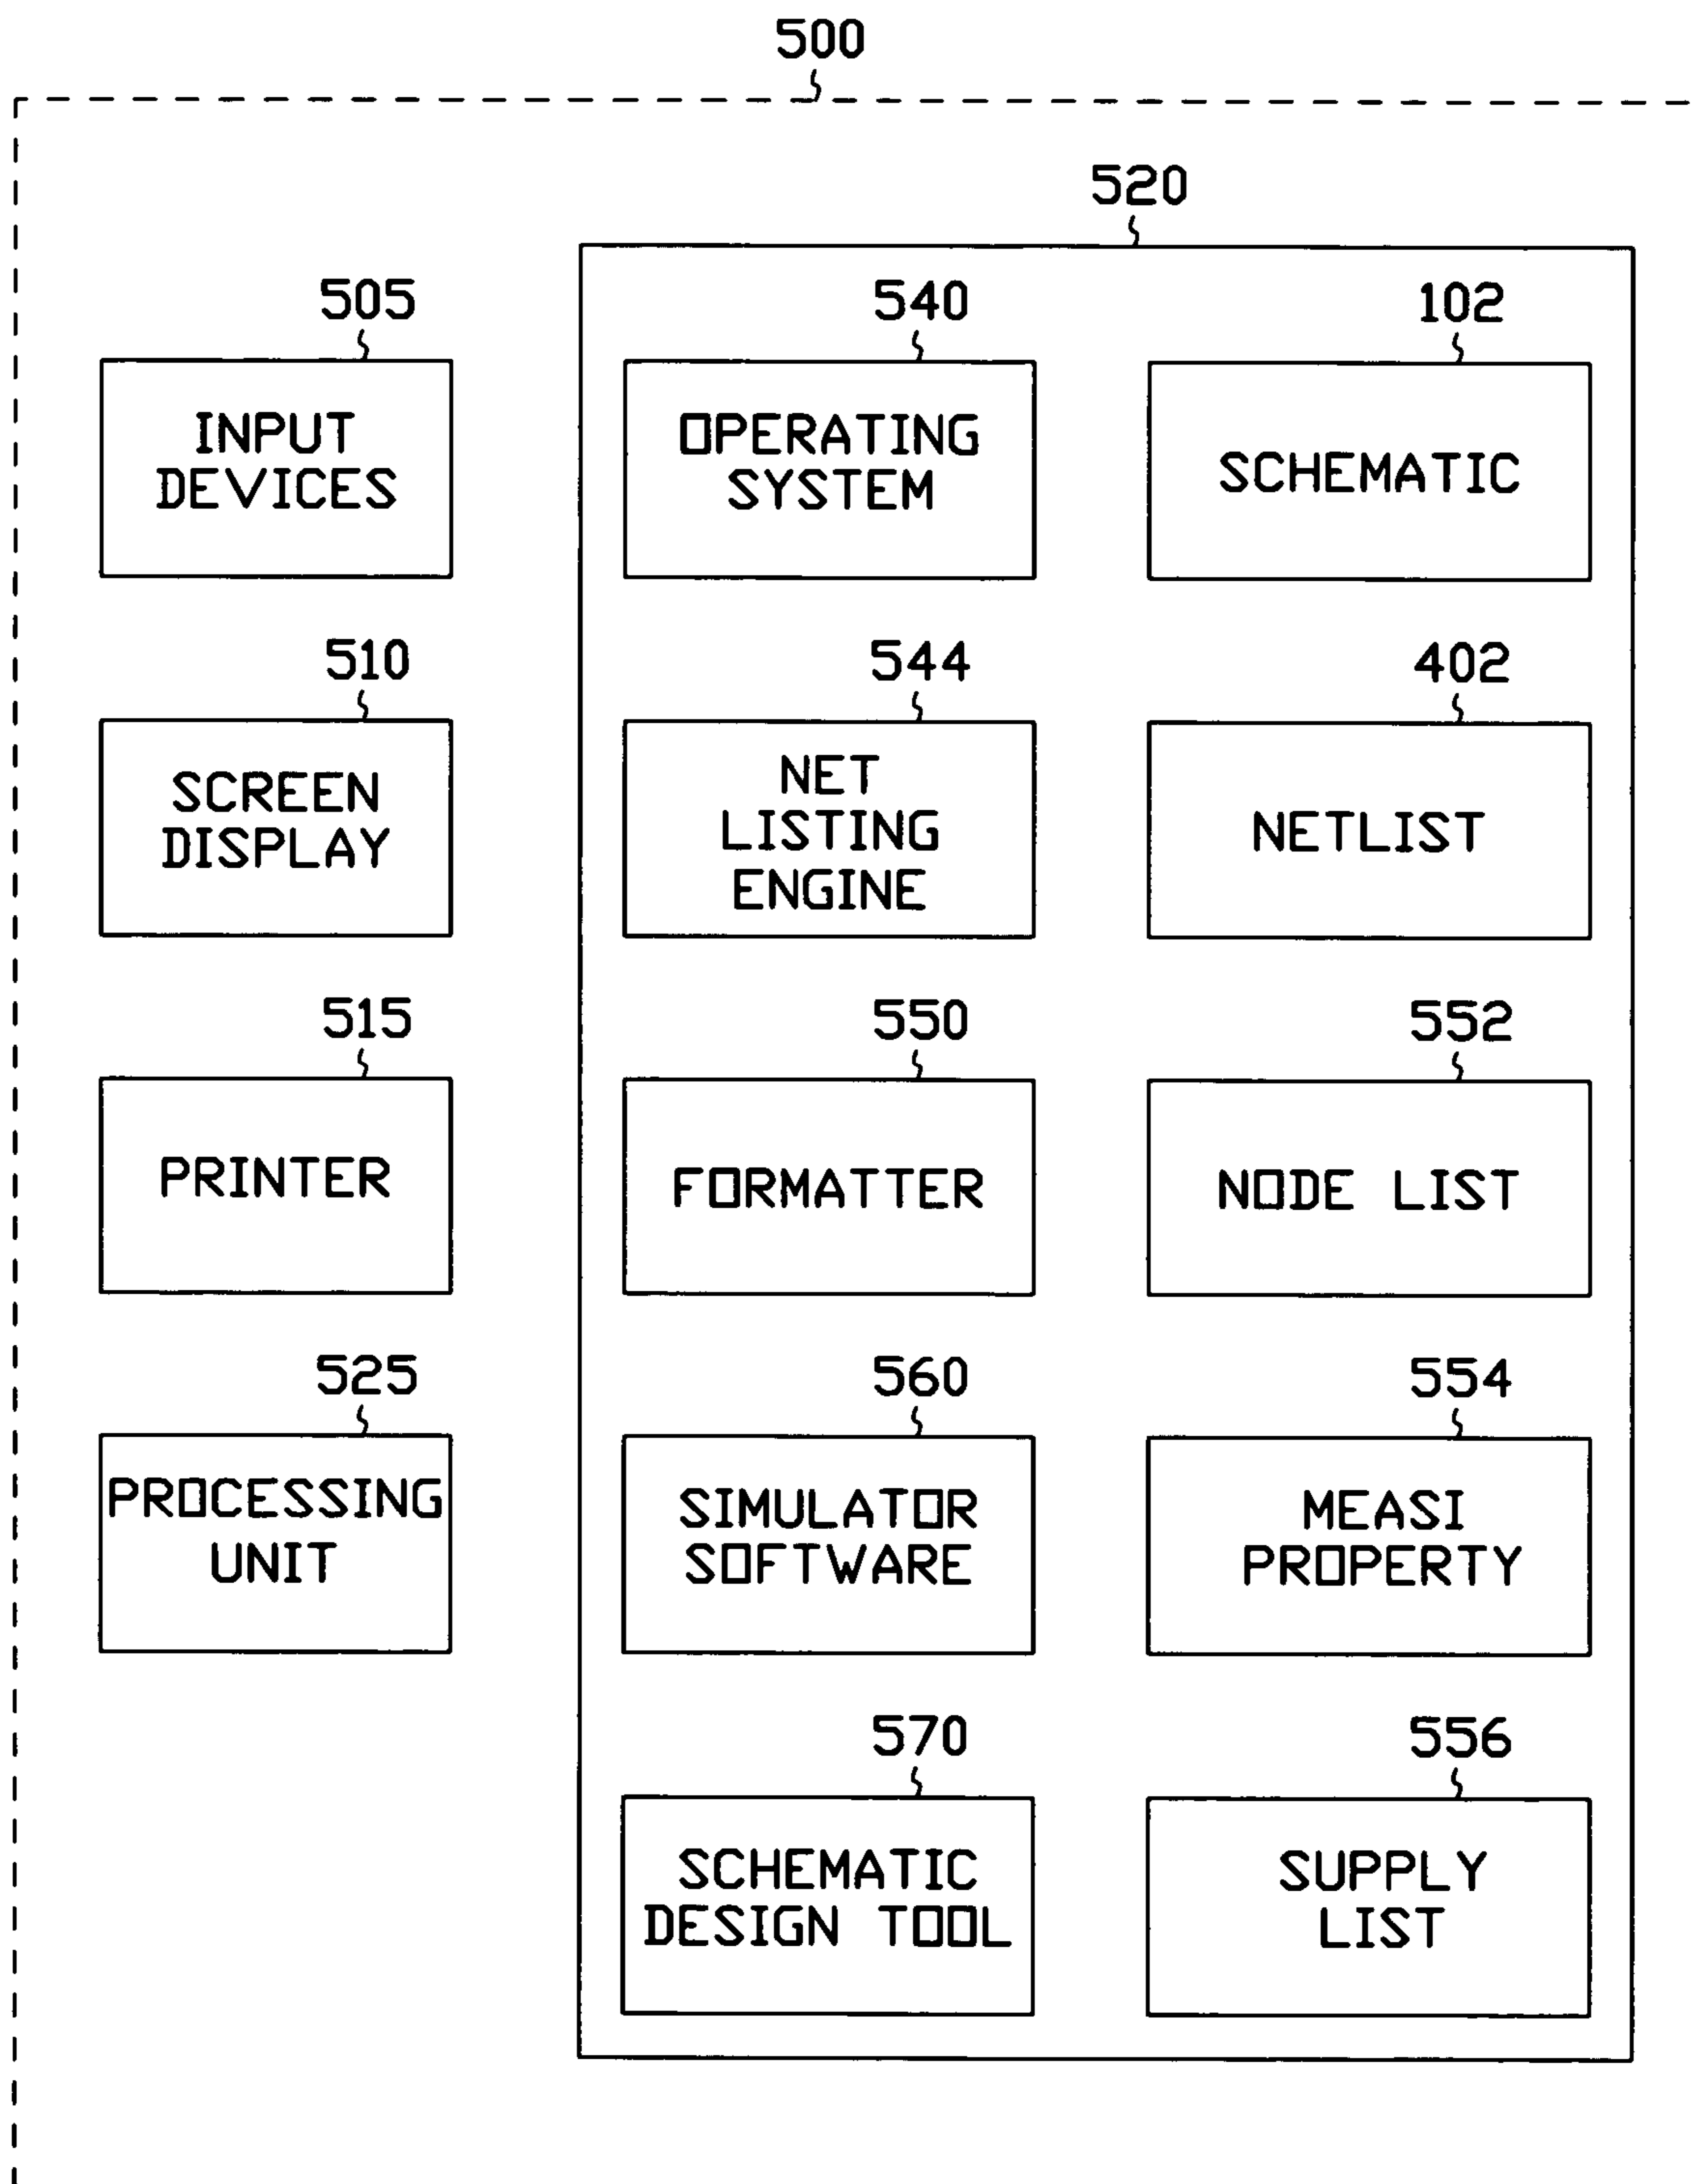 500
520
505
540
102
INPUT
DEVICES
OPERATING
SYSTEM
SCHEMATIC
510
544
402
SCREEN
DISPLAY
NET
LISTING
ENGINE
NETLIST
515
550
552
PRINTER
FORMATTER
NODE LIST
525
560
554
PROCESSING
UNIT
SIMULATOR
SOFTWARE
MEASI
PROPERTY
570
556
SCHEMATIC
DESIGN TOOL
SUPPLY
LIST